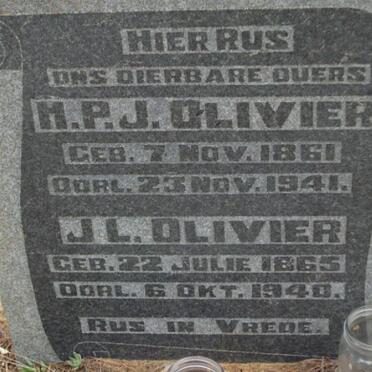 HIER RUS
ONS DIERBARE OUERS
H.P.J. OLIVIER
GEB. 7 NOV. 1861
OORL. 23 NOV. 1941.
J.L. OLIVIER
GEB. 22 JULIE 1865
OORL. 6 OKT. 1940.
RUS IN VREDE.